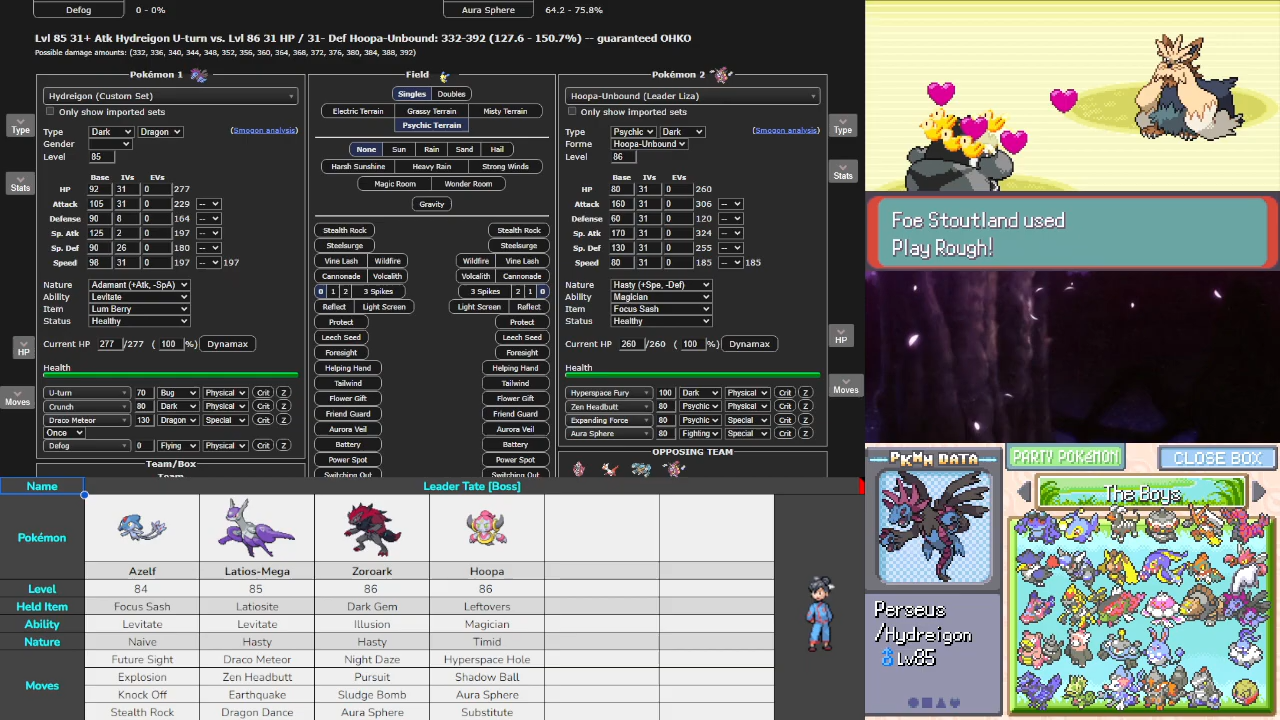 Defog 0 - 0%
Aura Sphere 64.2 - 75.8%
Lvl 85 31+ Atk Hydreigon U-turn vs. Lvl 86 31 HP / 31- Def Hoopa-Unbound: 332-392 (127.6 - 150.7%) -- guaranteed OHKO
Possible damage amounts: (332, 336, 340, 344, 348, 352, 356, 360, 364, 368, 372, 376, 380, 384, 388, 392)
Pokémon 1
Hydreigon (Custom Set)
Only show imported sets
Type Dark Dragon (Smogon analysis)
Gender
Level 85
Base IVs EVs
HP 92 31 0 277
Attack 105 31 0 229 --
Defense 90 8 0 164 --
Sp. Atk 125 2 0 197 --
Sp. Def 90 26 0 180 --
Speed 98 31 0 197 -- 197
Nature Adamant (+Atk, -SpA)
Ability Levitate
Item Lum Berry
Status Healthy
Current HP 277 /277 ( 100 %) Dynamax
Health
U-turn 70 Bug Physical Crit Z
Crunch 80 Dark Physical Crit Z
Draco Meteor 130 Dragon Special Crit Z
Once
Defog 0 Flying Physical Crit Z
Team/Box
Type
Stats
HP
Moves
Field
Singles Doubles
Electric Terrain Grassy Terrain Misty Terrain
Psychic Terrain
None Sun Rain Sand Hail
Harsh Sunshine Heavy Rain Strong Winds
Magic Room Wonder Room
Gravity
Stealth Rock Stealth Rock
Steelsurge Steelsurge
Vine Lash Wildfire Wildfire Vine Lash
Cannonade Volcalith Volcalith Cannonade
0 1 2 3 Spikes 3 Spikes 2 1 0
Reflect Light Screen Light Screen Reflect
Protect Protect
Leech Seed Leech Seed
Foresight Foresight
Helping Hand Helping Hand
Tailwind Tailwind
Flower Gift Flower Gift
Friend Guard Friend Guard
Aurora Veil Aurora Veil
Battery Battery
Power Spot Power Spot
Switching Out Switching Out
Pokémon 2
Hoopa-Unbound (Leader Liza)
Only show imported sets
Type Psychic Dark (Smogon analysis)
Forme Hoopa-Unbound
Level 86
Base IVs EVs
HP 80 31 0 260
Attack 160 31 0 306 --
Defense 60 31 0 120 --
Sp. Atk 170 31 0 324 --
Sp. Def 130 31 0 255 --
Speed 80 31 0 185 -- 185
Nature Hasty (+Spe, -Def)
Ability Magician
Item Focus Sash
Status Healthy
Current HP 260 /260 ( 100 %) Dynamax
Health
Hyperspace Fury 100 Dark Physical Crit Z
Zen Headbutt 80 Psychic Physical Crit Z
Expanding Force 80 Psychic Special Crit Z
Aura Sphere 80 Fighting Special Crit Z
OPPOSING TEAM
Type
Stats
HP
Moves
Foe Stoutland used
Play Rough!
PKMN DATA
PARTY POKéMON
CLOSE BOX
The Boys
Perseus
/Hydreigon
♂Lv85
Name Leader Tate [Boss]
Pokémon
Azelf Latios-Mega Zoroark Hoopa
Level 84 85 86 86
Held Item Focus Sash Latiosite Dark Gem Leftovers
Ability Levitate Levitate Illusion Magician
Nature Naive Hasty Hasty Timid
Moves
Future Sight Draco Meteor Night Daze Hyperspace Hole
Explosion Zen Headbutt Pursuit Shadow Ball
Knock Off Earthquake Sludge Bomb Aura Sphere
Stealth Rock Dragon Dance Aura Sphere Substitute